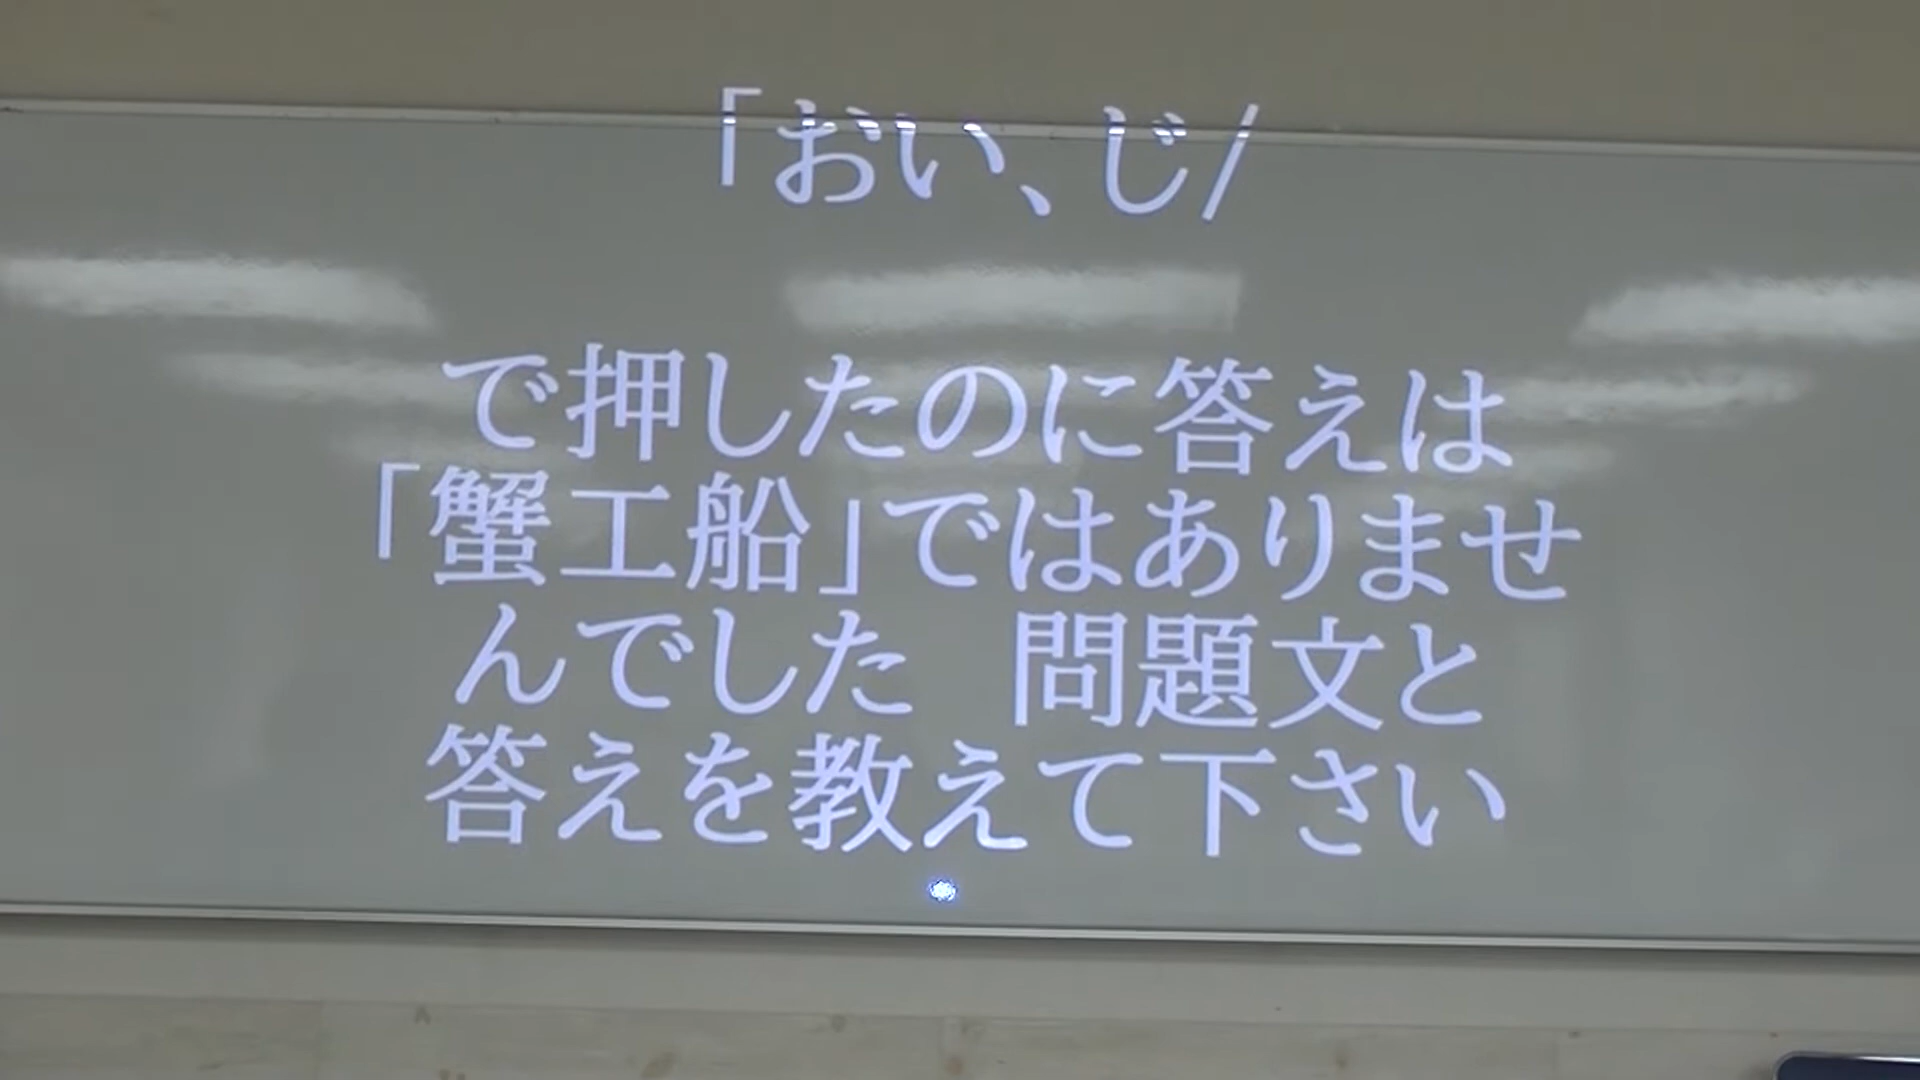 「おい、じ/
で押したのに答えは
「蟹工船」ではありませ
んでした　問題文と
答えを教えて下さい